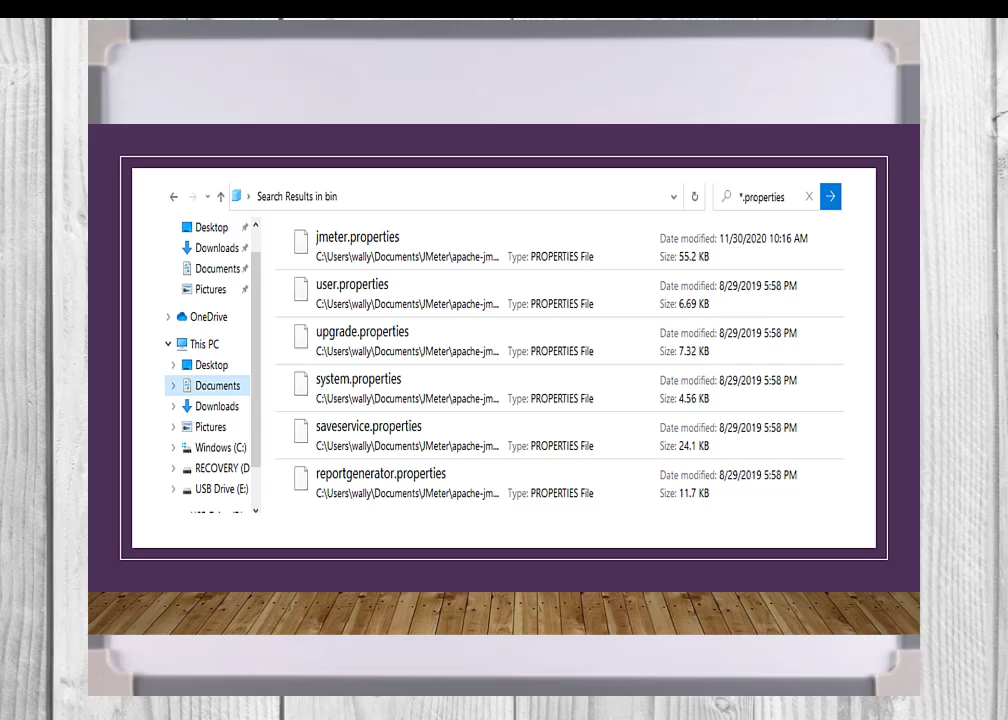 Search Results in bin
*.properties
Desktop
Downloads
Documents
Pictures
OneDrive
This PC
Desktop
Documents
Downloads
Pictures
Windows (C:)
RECOVERY (D
USB Drive (E:)
jmeter.properties
Date modified: 11/30/2020 10:16 AM
C:\Users\wally\Documents\JMeter\apache-jm... Type: PROPERTIES File
Size: 55.2 KB
user.properties
Date modified: 8/29/2019 5:58 PM
C:\Users\wally\Documents\JMeter\apache-jm... Type: PROPERTIES File
Size: 6.69 KB
upgrade.properties
Date modified: 8/29/2019 5:58 PM
C:\Users\wally\Documents\JMeter\apache-jm... Type: PROPERTIES File
Size: 7.32 KB
system.properties
Date modified: 8/29/2019 5:58 PM
C:\Users\wally\Documents\JMeter\apache-jm... Type: PROPERTIES File
Size: 4.56 KB
saveservice.properties
Date modified: 8/29/2019 5:58 PM
C:\Users\wally\Documents\JMeter\apache-jm... Type: PROPERTIES File
Size: 24.1 KB
reportgenerator.properties
Date modified: 8/29/2019 5:58 PM
C:\Users\wally\Documents\JMeter\apache-jm... Type: PROPERTIES File
Size: 11.7 KB